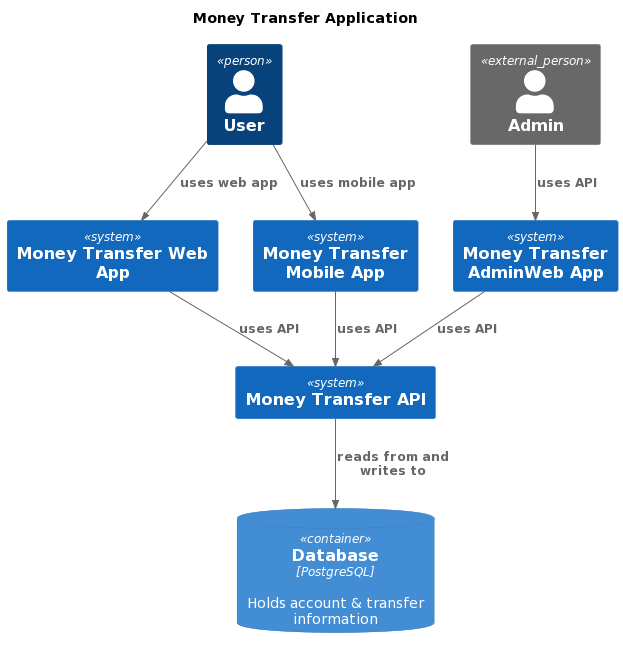 Money Transfer Application
«person»
User
«external_person»
Admin
uses web app
uses mobile app
uses API
«system»
Money Transfer Web
App
«system»
Money Transfer
Mobile App
«system»
Money Transfer
AdminWeb App
uses API
uses API
uses API
«system»
Money Transfer API
reads from and
writes to
«container»
Database
[PostgreSQL]
Holds account & transfer
information